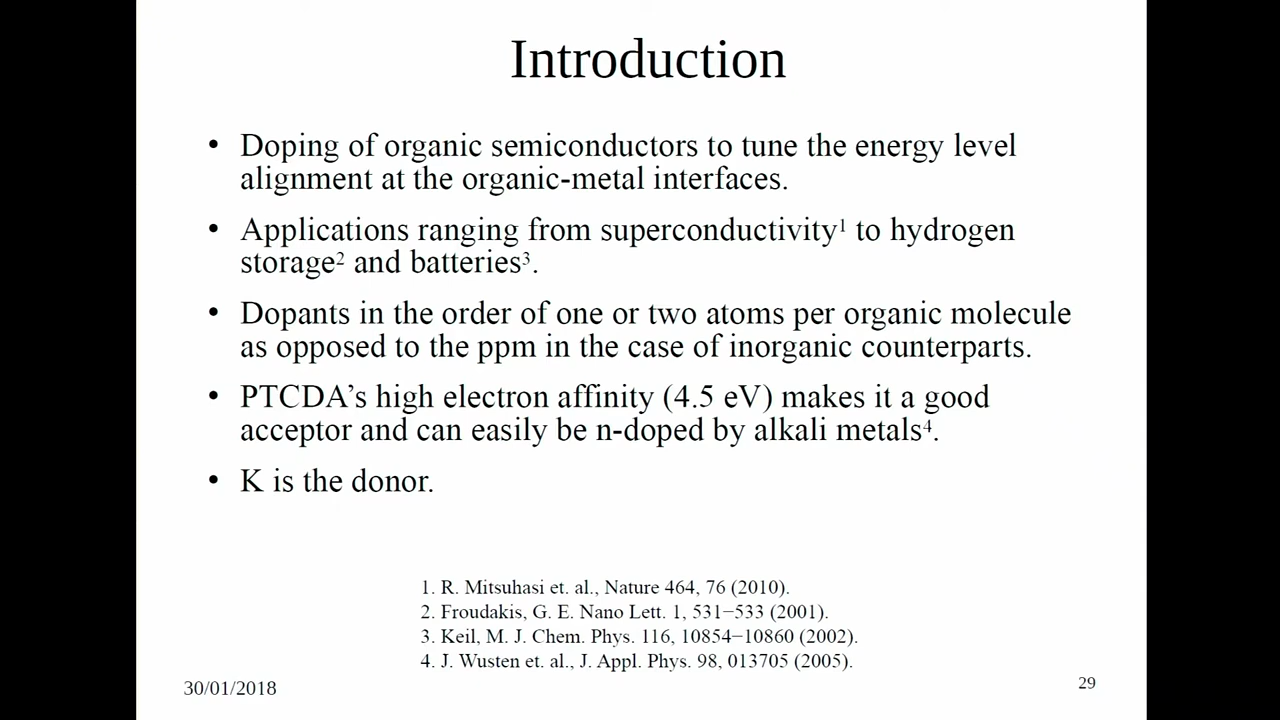 Introduction
• Doping of organic semiconductors to tune the energy level
alignment at the organic-metal interfaces.
• Applications ranging from superconductivity¹ to hydrogen
storage² and batteries³.
• Dopants in the order of one or two atoms per organic molecule
as opposed to the ppm in the case of inorganic counterparts.
• PTCDA’s high electron affinity (4.5 eV) makes it a good
acceptor and can easily be n-doped by alkali metals⁴.
• K is the donor.
1. R. Mitsuhasi et. al., Nature 464, 76 (2010).
2. Froudakis, G. E. Nano Lett. 1, 531−533 (2001).
3. Keil, M. J. Chem. Phys. 116, 10854−10860 (2002).
4. J. Wusten et. al., J. Appl. Phys. 98, 013705 (2005).
30/01/2018
29